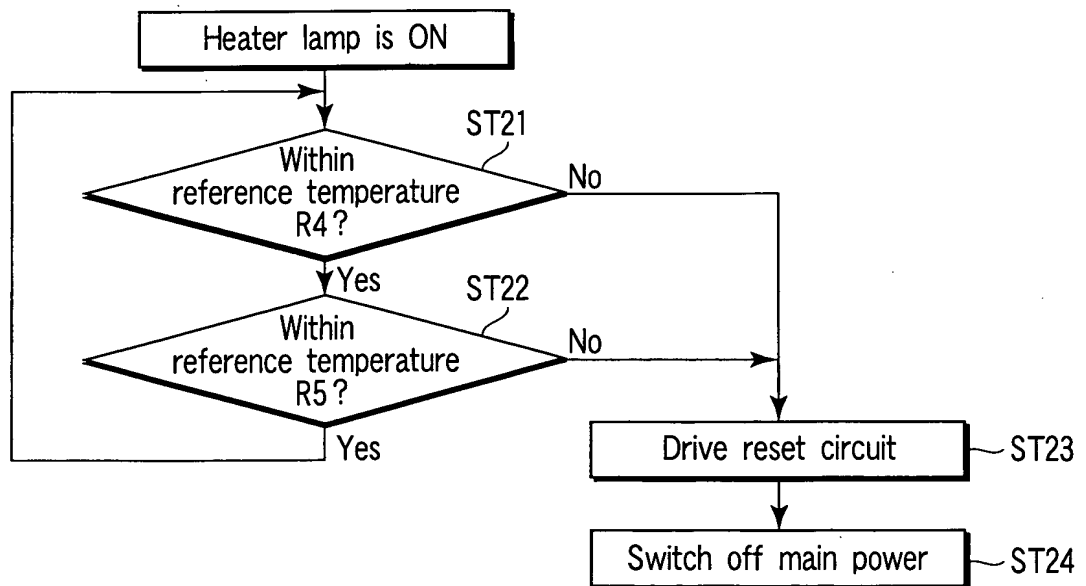 Heater lamp is ON
ST21
Within
reference temperature
R4?
No
Yes
ST22
Within
reference temperature
R5?
No
Yes
Drive reset circuit
ST23
Switch off main power
ST24